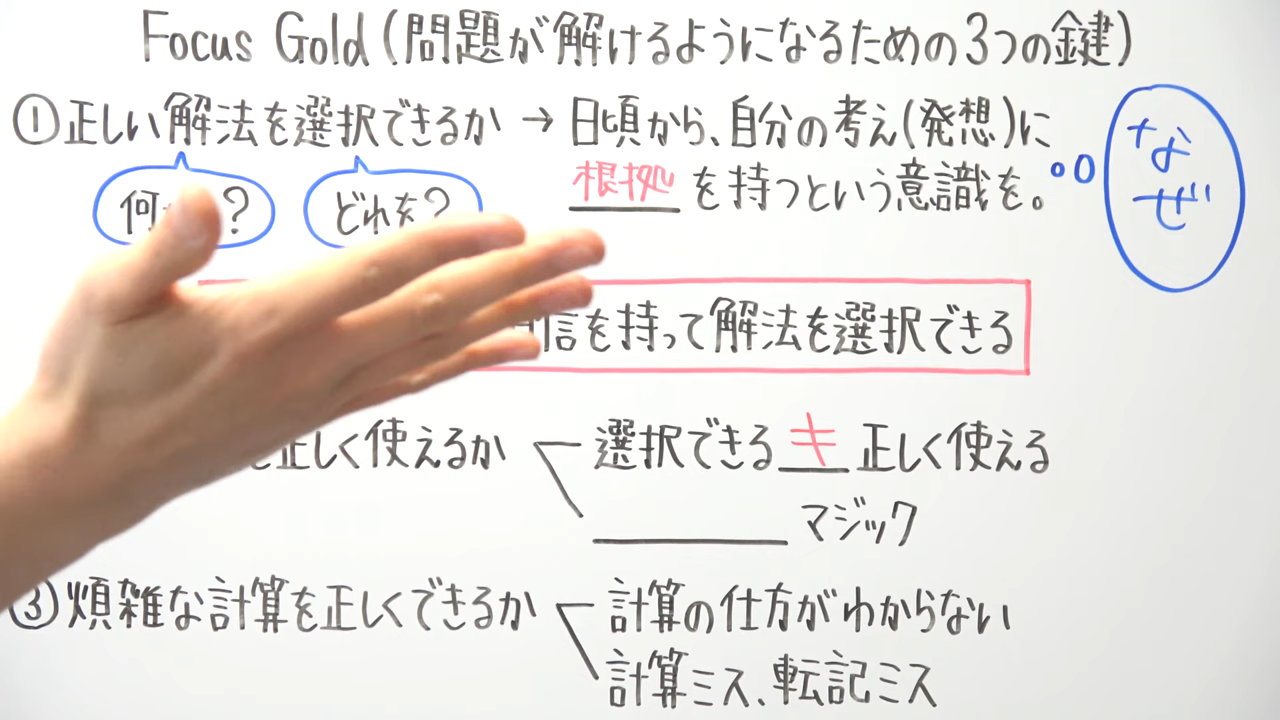 Focus Gold (問題が解けるようになるための3つの鍵)
①正しい解法を選択できるか → 日頃から、自分の考え(発想)に
根拠を持つという意識を。
なぜ
何 ?
どれを?
信を持って解法を選択できる
正しく使えるか
選択できる ≠ 正しく使える
マジック
③煩雑な計算を正しくできるか
計算の仕方がわからない
計算ミス、転記ミス